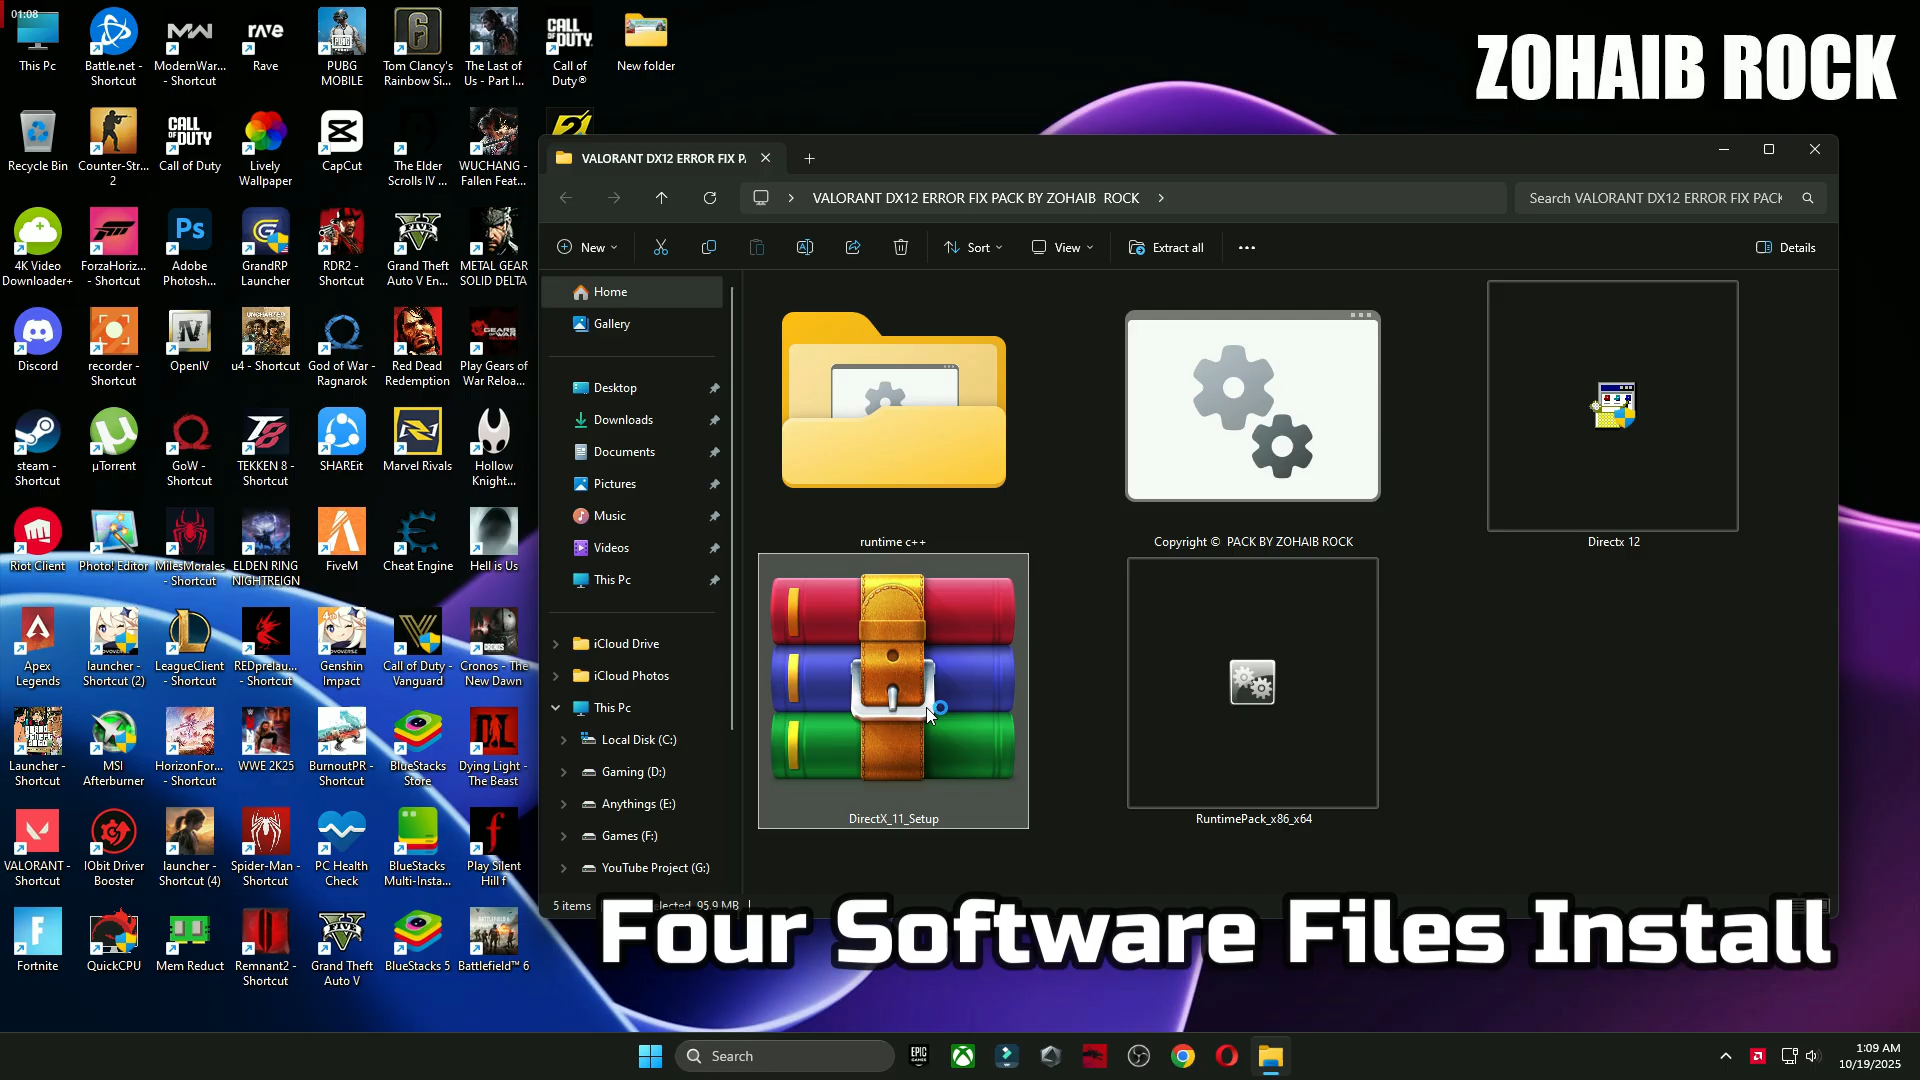 01:08
ZOHAIB ROCK
This Pc
Battle.net - Shortcut
ModernWar... - Shortcut
Rave
PUBG MOBILE
Tom Clancy's Rainbow Si...
The Last of Us - Part I...
Call of Duty®
New folder
Recycle Bin
Counter-Str... 2
Call of Duty
Lively Wallpaper
CapCut
The Elder Scrolls IV ...
WUCHANG - Fallen Feat...
4K Video Downloader+
ForzaHoriz... - Shortcut
Adobe Photosh...
GrandRP Launcher
RDR2 - Shortcut
Grand Theft Auto V En...
METAL GEAR SOLID DELTA
Discord
recorder - Shortcut
OpenIV
u4 - Shortcut
God of War - Ragnarok
Red Dead Redemption
Play Gears of War Reloa...
steam - Shortcut
µTorrent
GoW - Shortcut
TEKKEN 8 - Shortcut
SHAREit
Marvel Rivals
Hollow Knight...
Riot Client
Photo! Editor
MilesMorales - Shortcut
ELDEN RING NIGHTREIGN
FiveM
Cheat Engine
Hell is Us
Apex Legends
launcher - Shortcut (2)
LeagueClient - Shortcut
REDprelau... - Shortcut
Genshin Impact
Call of Duty - Vanguard
Cronos - The New Dawn
Launcher - Shortcut
MSI Afterburner
HorizonFor... - Shortcut
WWE 2K25
BurnoutPR - Shortcut
BlueStacks Store
Dying Light - The Beast
VALORANT - Shortcut
IObit Driver Booster
launcher - Shortcut (4)
Spider-Man - Shortcut
PC Health Check
BlueStacks Multi-Insta...
Play Silent Hill f
Fortnite
QuickCPU
Mem Reduct
Remnant2 - Shortcut
Grand Theft Auto V
BlueStacks 5
Battlefield™ 6
VALORANT DX12 ERROR FIX PA
VALORANT DX12 ERROR FIX PACK BY ZOHAIB ROCK
Search VALORANT DX12 ERROR FIX PACK
New
Sort
View
Extract all
Details
Home
Gallery
Desktop
Downloads
Documents
Pictures
Music
Videos
This Pc
iCloud Drive
iCloud Photos
This Pc
Local Disk (C:)
Gaming (D:)
Anythings (E:)
Games (F:)
YouTube Project (G:)
runtime c++
Copyright © PACK BY ZOHAIB ROCK
Directx 12
DirectX_11_Setup
RuntimePack_x86_x64
5 items
95.9 MB
Four Software Files Install
Search
1:09 AM
10/19/2025